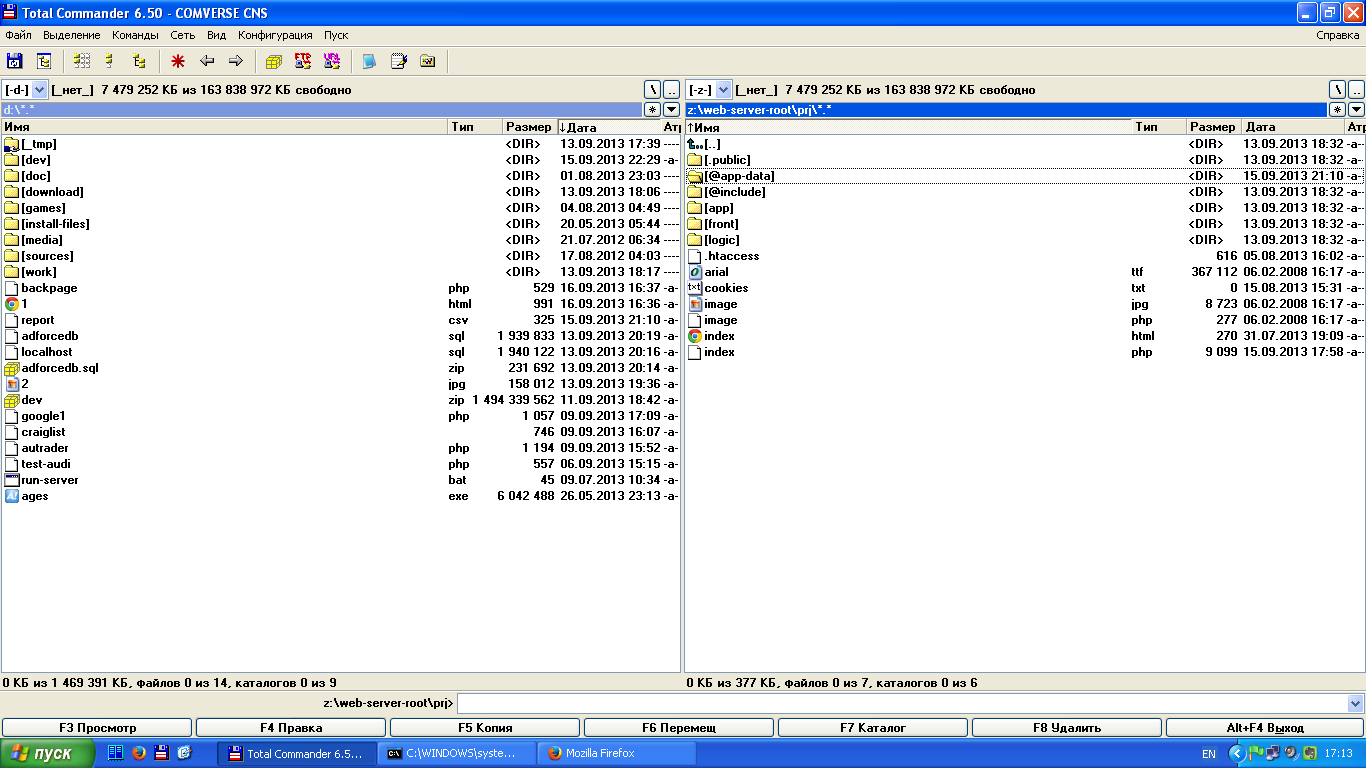 Total Commander 6.50 - COMVERSE CNS
Файл Выделение Команды Сеть Вид Конфигурация Пуск Справка
FTP URL
[-d-] [_нет_] 7 479 252 КБ из 163 838 972 КБ свободно \ ..
d:\*.* *
Имя Тип Размер ↓Дата Атр
[_tmp] <DIR> 13.09.2013 17:39 ----
[dev] <DIR> 15.09.2013 22:29 -a-
[doc] <DIR> 01.08.2013 23:03 -a-
[download] <DIR> 13.09.2013 18:06 ----
[games] <DIR> 04.08.2013 04:49 ----
[install-files] <DIR> 20.05.2013 05:44 ----
[media] <DIR> 21.07.2012 06:34 ----
[sources] <DIR> 17.08.2012 04:03 ----
[work] <DIR> 13.09.2013 18:17 ----
backpage php 529 16.09.2013 16:37 -a-
1 html 991 16.09.2013 16:36 -a-
report csv 325 15.09.2013 21:10 -a-
adforcedb sql 1 939 833 13.09.2013 20:19 -a-
localhost sql 1 940 122 13.09.2013 20:16 -a-
adforcedb.sql zip 231 692 13.09.2013 20:14 -a-
2 jpg 158 012 13.09.2013 19:36 -a-
dev zip 1 494 339 562 11.09.2013 18:42 -a-
google1 php 1 057 09.09.2013 17:09 -a-
craiglist 746 09.09.2013 16:07 -a-
autrader php 1 194 09.09.2013 15:52 -a-
test-audi php 557 06.09.2013 15:15 -a-
run-server bat 45 09.07.2013 10:34 -a-
ages exe 6 042 488 26.05.2013 23:13 -a-
0 КБ из 1 469 391 КБ, файлов 0 из 14, каталогов 0 из 9
[-z-] [_нет_] 7 479 252 КБ из 163 838 972 КБ свободно \ ..
z:\web-server-root\prj\*.* *
↑Имя Тип Размер Дата Атр
[..] <DIR> 13.09.2013 18:32 -a--
[.public] <DIR> 13.09.2013 18:32 -a--
[@app-data] <DIR> 15.09.2013 21:10 -a--
[@include] <DIR> 13.09.2013 18:32 -a--
[app] <DIR> 13.09.2013 18:32 -a--
[front] <DIR> 13.09.2013 18:32 -a--
[logic] <DIR> 13.09.2013 18:32 -a--
.htaccess 616 05.08.2013 16:02 -a--
arial ttf 367 112 06.02.2008 16:17 -a--
cookies txt 0 15.08.2013 15:31 -a--
image jpg 8 723 06.02.2008 16:17 -a--
image php 277 06.02.2008 16:17 -a--
index html 270 31.07.2013 19:09 -a--
index php 9 099 15.09.2013 17:58 -a--
0 КБ из 377 КБ, файлов 0 из 7, каталогов 0 из 6
z:\web-server-root\prj>
F3 Просмотр F4 Правка F5 Копия F6 Перемещ F7 Каталог F8 Удалить Alt+F4 Выход
пуск Total Commander 6.5... C:\WINDOWS\syste... Mozilla Firefox EN 17:13